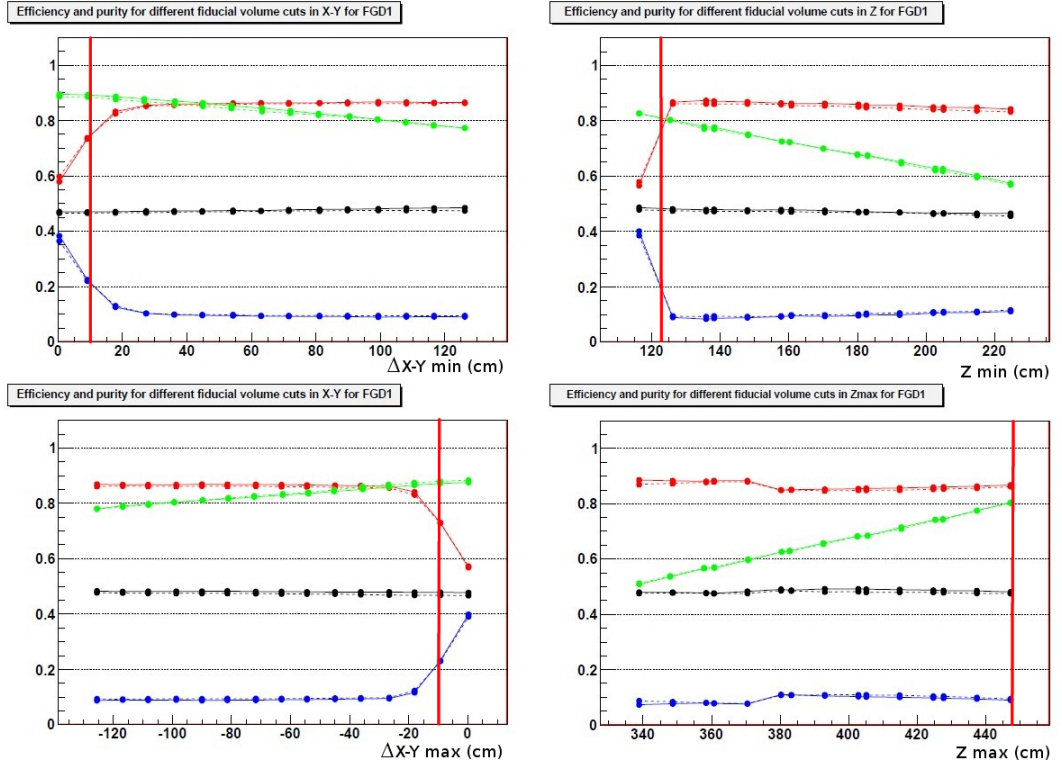 Efficiency and purity for different fiducial volume cuts in X-Y for FGD1
1
0.8
0.6
0.4
0.2
0
0 20 40 60 80 100 120
ΔX-Y min (cm)
Efficiency and purity for different fiducial volume cuts in Z for FGD1
1
0.8
0.6
0.4
0.2
0
120 140 160 180 200 220
Z min (cm)
Efficiency and purity for different fiducial volume cuts in X-Y for FGD1
1
0.8
0.6
0.4
0.2
0
-120 -100 -80 -60 -40 -20 0
ΔX-Y max (cm)
Efficiency and purity for different fiducial volume cuts in Zmax for FGD1
1
0.8
0.6
0.4
0.2
0
340 360 380 400 420 440
Z max (cm)